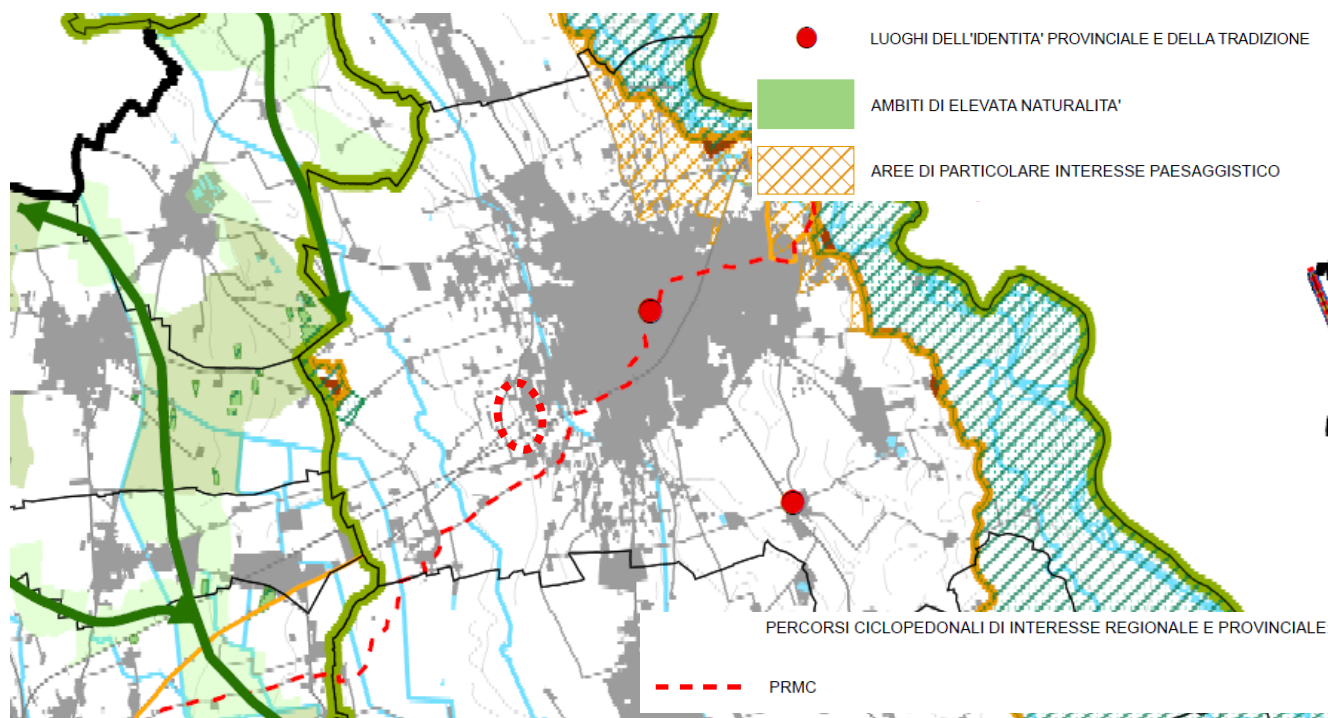 LUOGHI DELL'IDENTITA' PROVINCIALE E DELLA TRADIZIONE
AMBITI DI ELEVATA NATURALITA'
AREE DI PARTICOLARE INTERESSE PAESAGGISTICO
PERCORSI CICLOPEDONALI DI INTERESSE REGIONALE E PROVINCIALE
PRMC